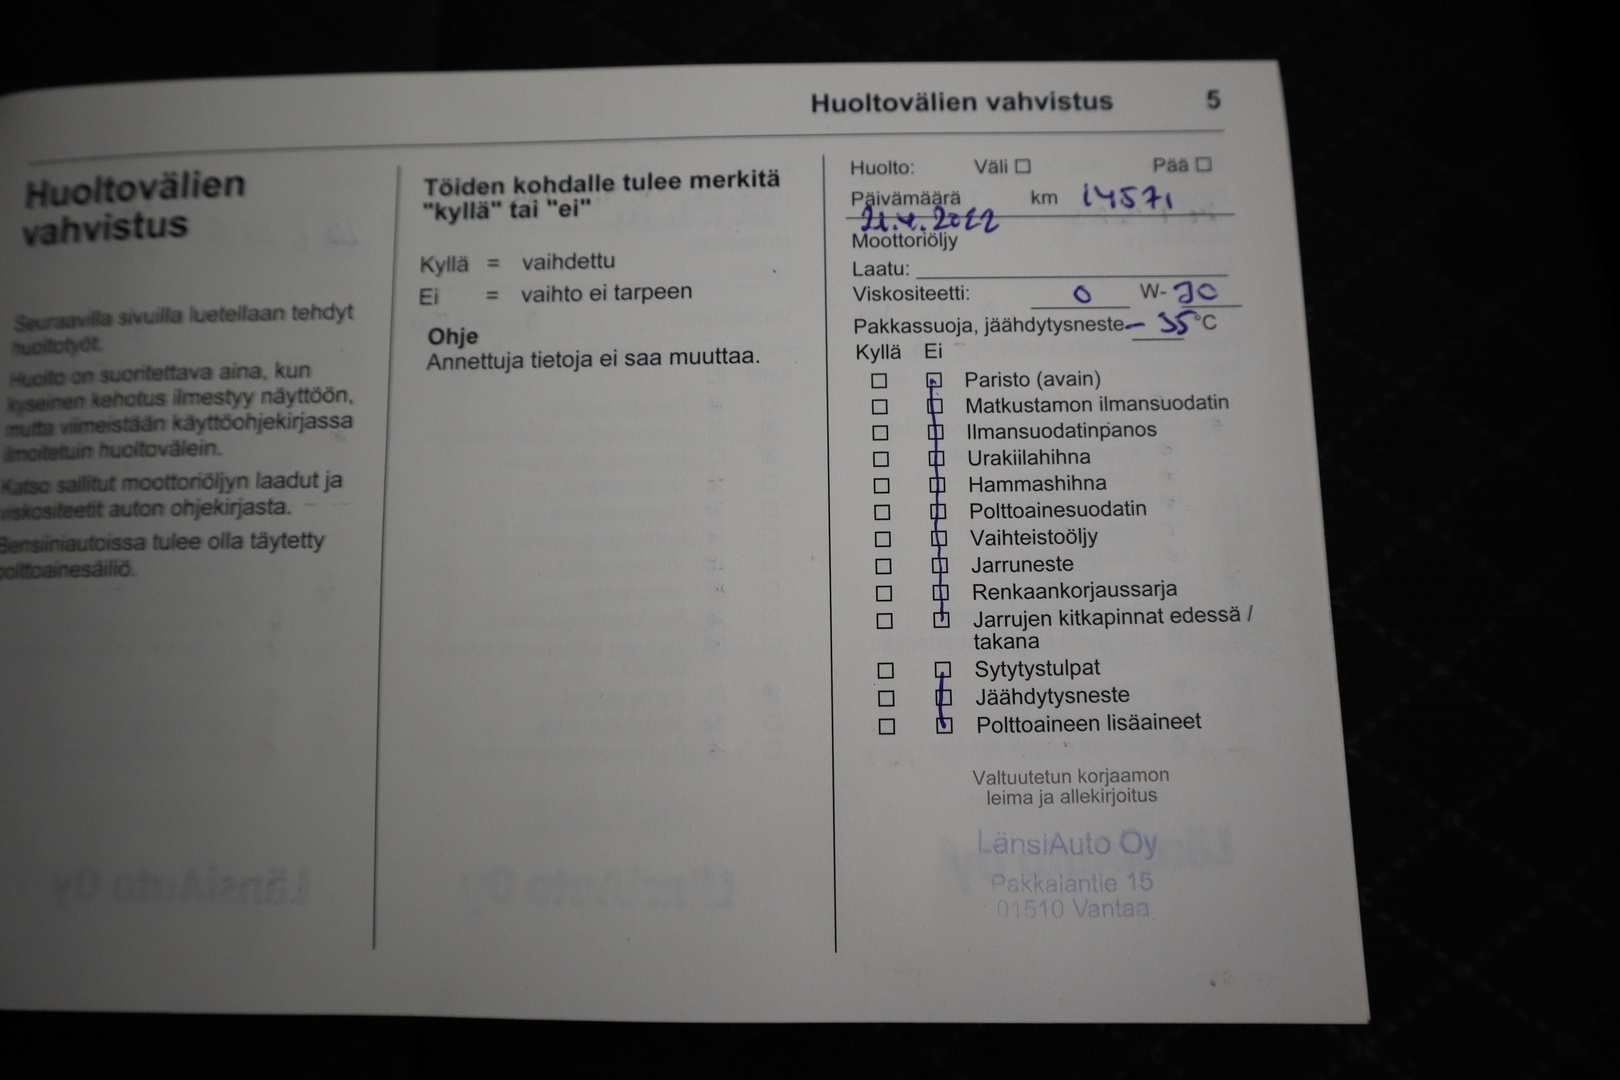 Huoltovälien vahvistus 5
Huoltovälien
vahvistus
Seuraavilla sivuilla luetellaan tehdyt
huoltotyöt.
Huolto on suoritettava aina, kun
kyseinen kehotus ilmestyy näyttöön,
mutta viimeistään käyttöohjekirjassa
ilmoitetuin huoltovälein.
Katso sallitut moottoriöljyn laadut ja
viskositeetit auton ohjekirjasta.
Bensiiniautoissa tulee olla täytetty
polttoainesäiliö.
Töiden kohdalle tulee merkitä
"kyllä" tai "ei"
Kyllä = vaihdettu
Ei = vaihto ei tarpeen
Ohje
Annettuja tietoja ei saa muuttaa.
Huolto: Väli Pää
Päivämäärä km 14571
21.4.2022
Moottoriöljy
Laatu:
Viskositeetti: 0 W- 30
Pakkassuoja, jäähdytysneste - 35 °C
Kyllä Ei
Paristo (avain)
Matkustamon ilmansuodatin
Ilmansuodatinpanos
Urakiilahihna
Hammashihna
Polttoainesuodatin
Vaihteistoöljy
Jarruneste
Renkaankorjaussarja
Jarrujen kitkapinnat edessä /
takana
Sytytystulpat
Jäähdytysneste
Polttoaineen lisäaineet
Valtuutetun korjaamon
leima ja allekirjoitus
LänsiAuto Oy
Pakkalantie 15
01510 Vantaa